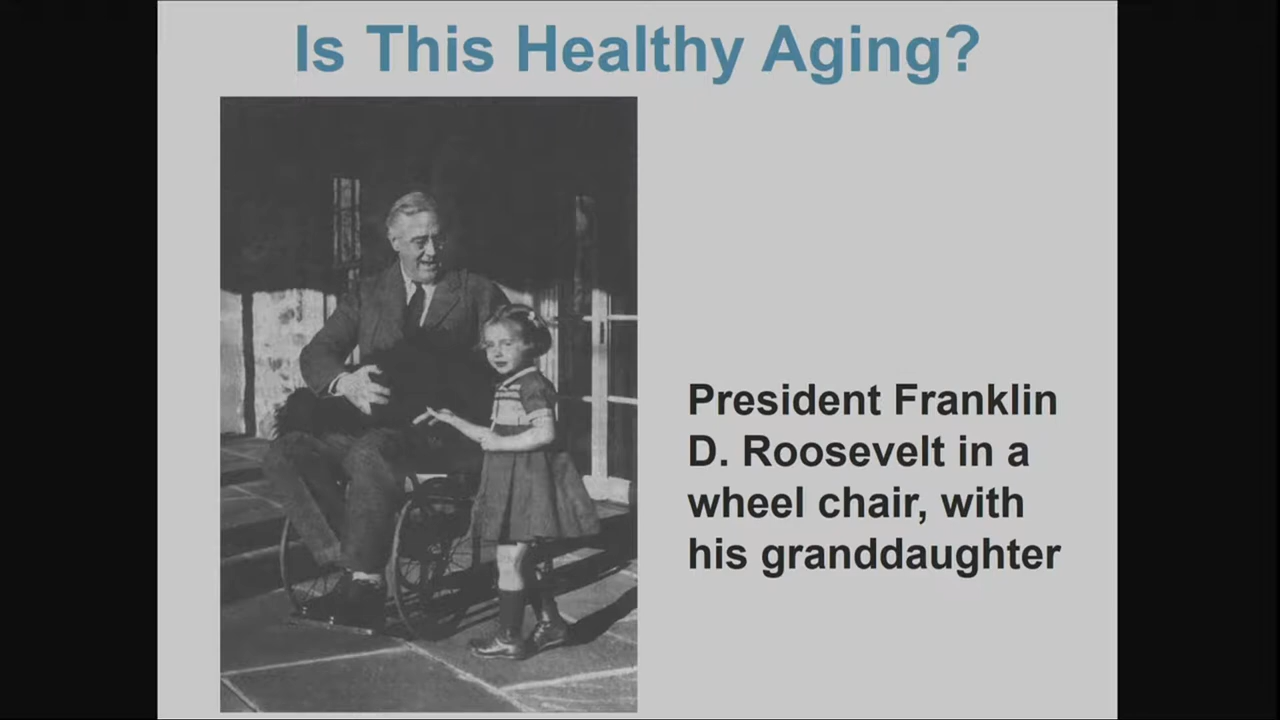 Is This Healthy Aging?
President Franklin
D. Roosevelt in a
wheel chair, with
his granddaughter